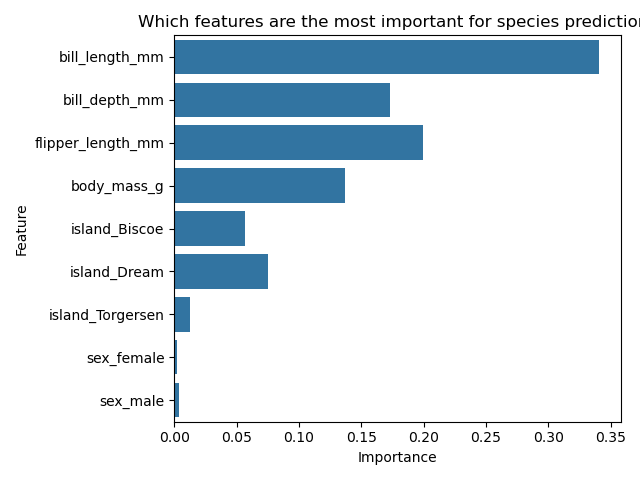 Which features are the most important for species prediction
bill_length_mm
bill_depth_mm
flipper_length_mm
body_mass_g
island_Biscoe
island_Dream
island_Torgersen
sex_female
sex_male
Feature
0.00 0.05 0.10 0.15 0.20 0.25 0.30 0.35
Importance